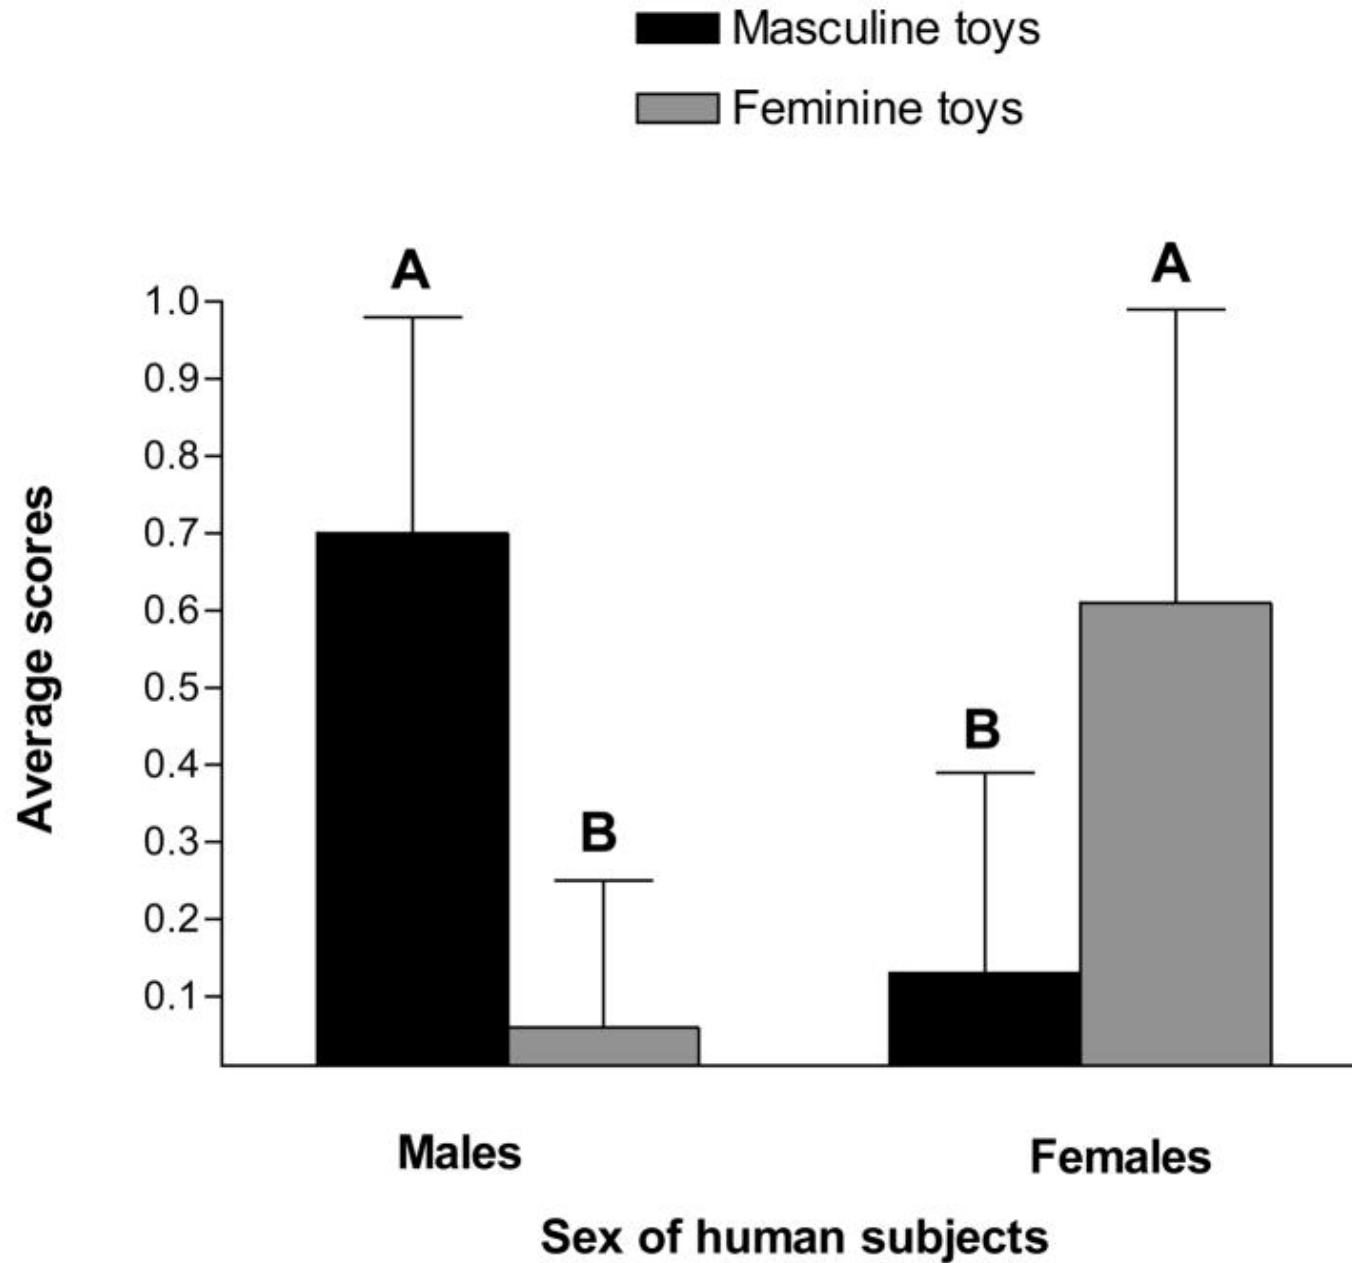 Masculine toys
Feminine toys
A
A
1.0
0.9
0.8
B
0.7
0.6
0.5
B
0.4
0.3
0.2
0.1
Average scores
Males
Females
Sex of human subjects